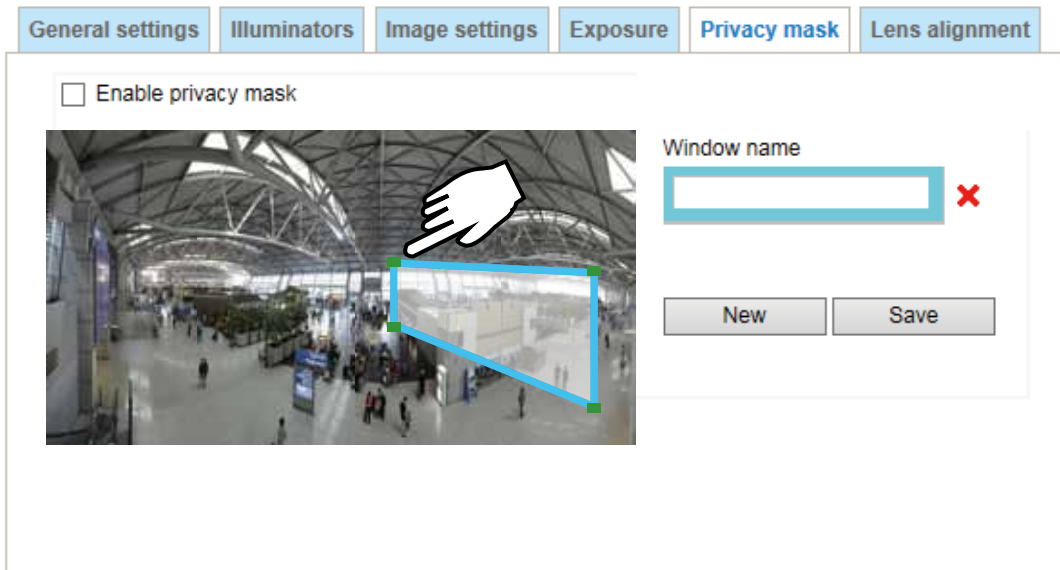 General settings
Illuminators
Image settings
Exposure
Privacy mask
Lens alignment
Enable privacy mask
Window name
New
Save